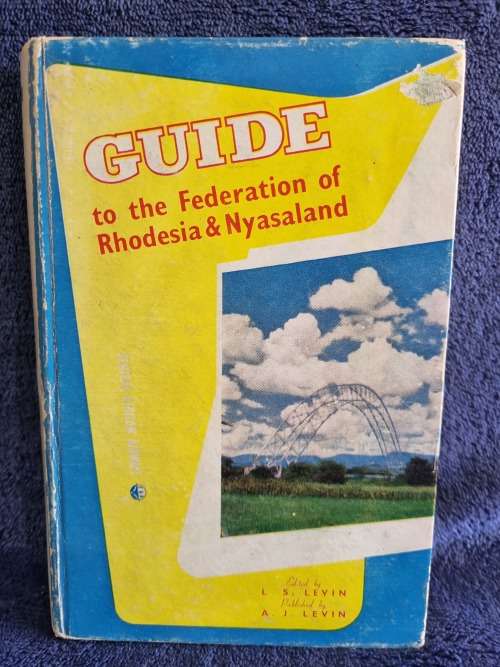 GUIDE
to the Federation of
Rhodesia & Nyasaland
Edited by
L. S. LEVIN
Published by
A. J. LEVIN